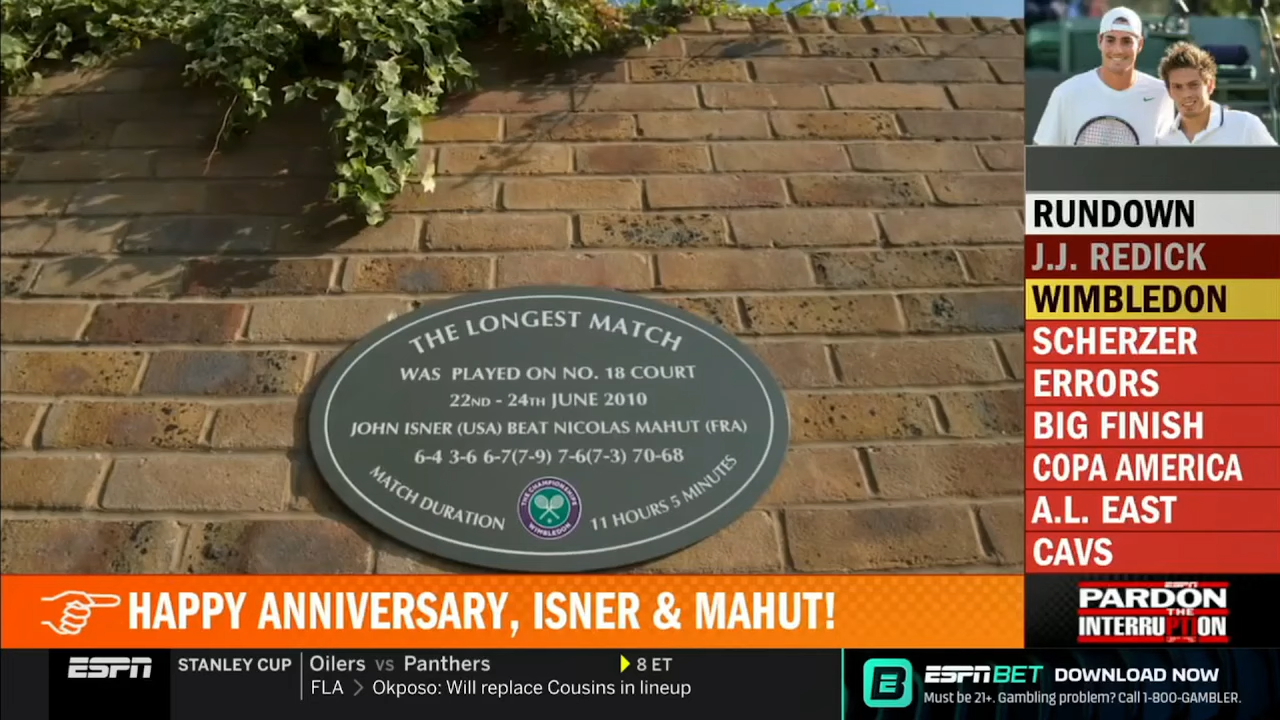 THE LONGEST MATCH
WAS PLAYED ON NO. 18 COURT
22ND - 24TH JUNE 2010
JOHN ISNER (USA) BEAT NICOLAS MAHUT (FRA)
6-4 3-6 6-7(7-9) 7-6(7-3) 70-68
MATCH DURATION
11 HOURS 5 MINUTES
THE CHAMPIONSHIPS
WIMBLEDON
RUNDOWN
J.J. REDICK
WIMBLEDON
SCHERZER
ERRORS
BIG FINISH
COPA AMERICA
A.L. EAST
CAVS
HAPPY ANNIVERSARY, ISNER & MAHUT!
ESPN
PARDON
THE
INTERRUPTION
ESPN
STANLEY CUP
Oilers vs Panthers
8 ET
FLA > Okposo: Will replace Cousins in lineup
ESPN BET DOWNLOAD NOW
Must be 21+. Gambling problem? Call 1-800-GAMBLER.